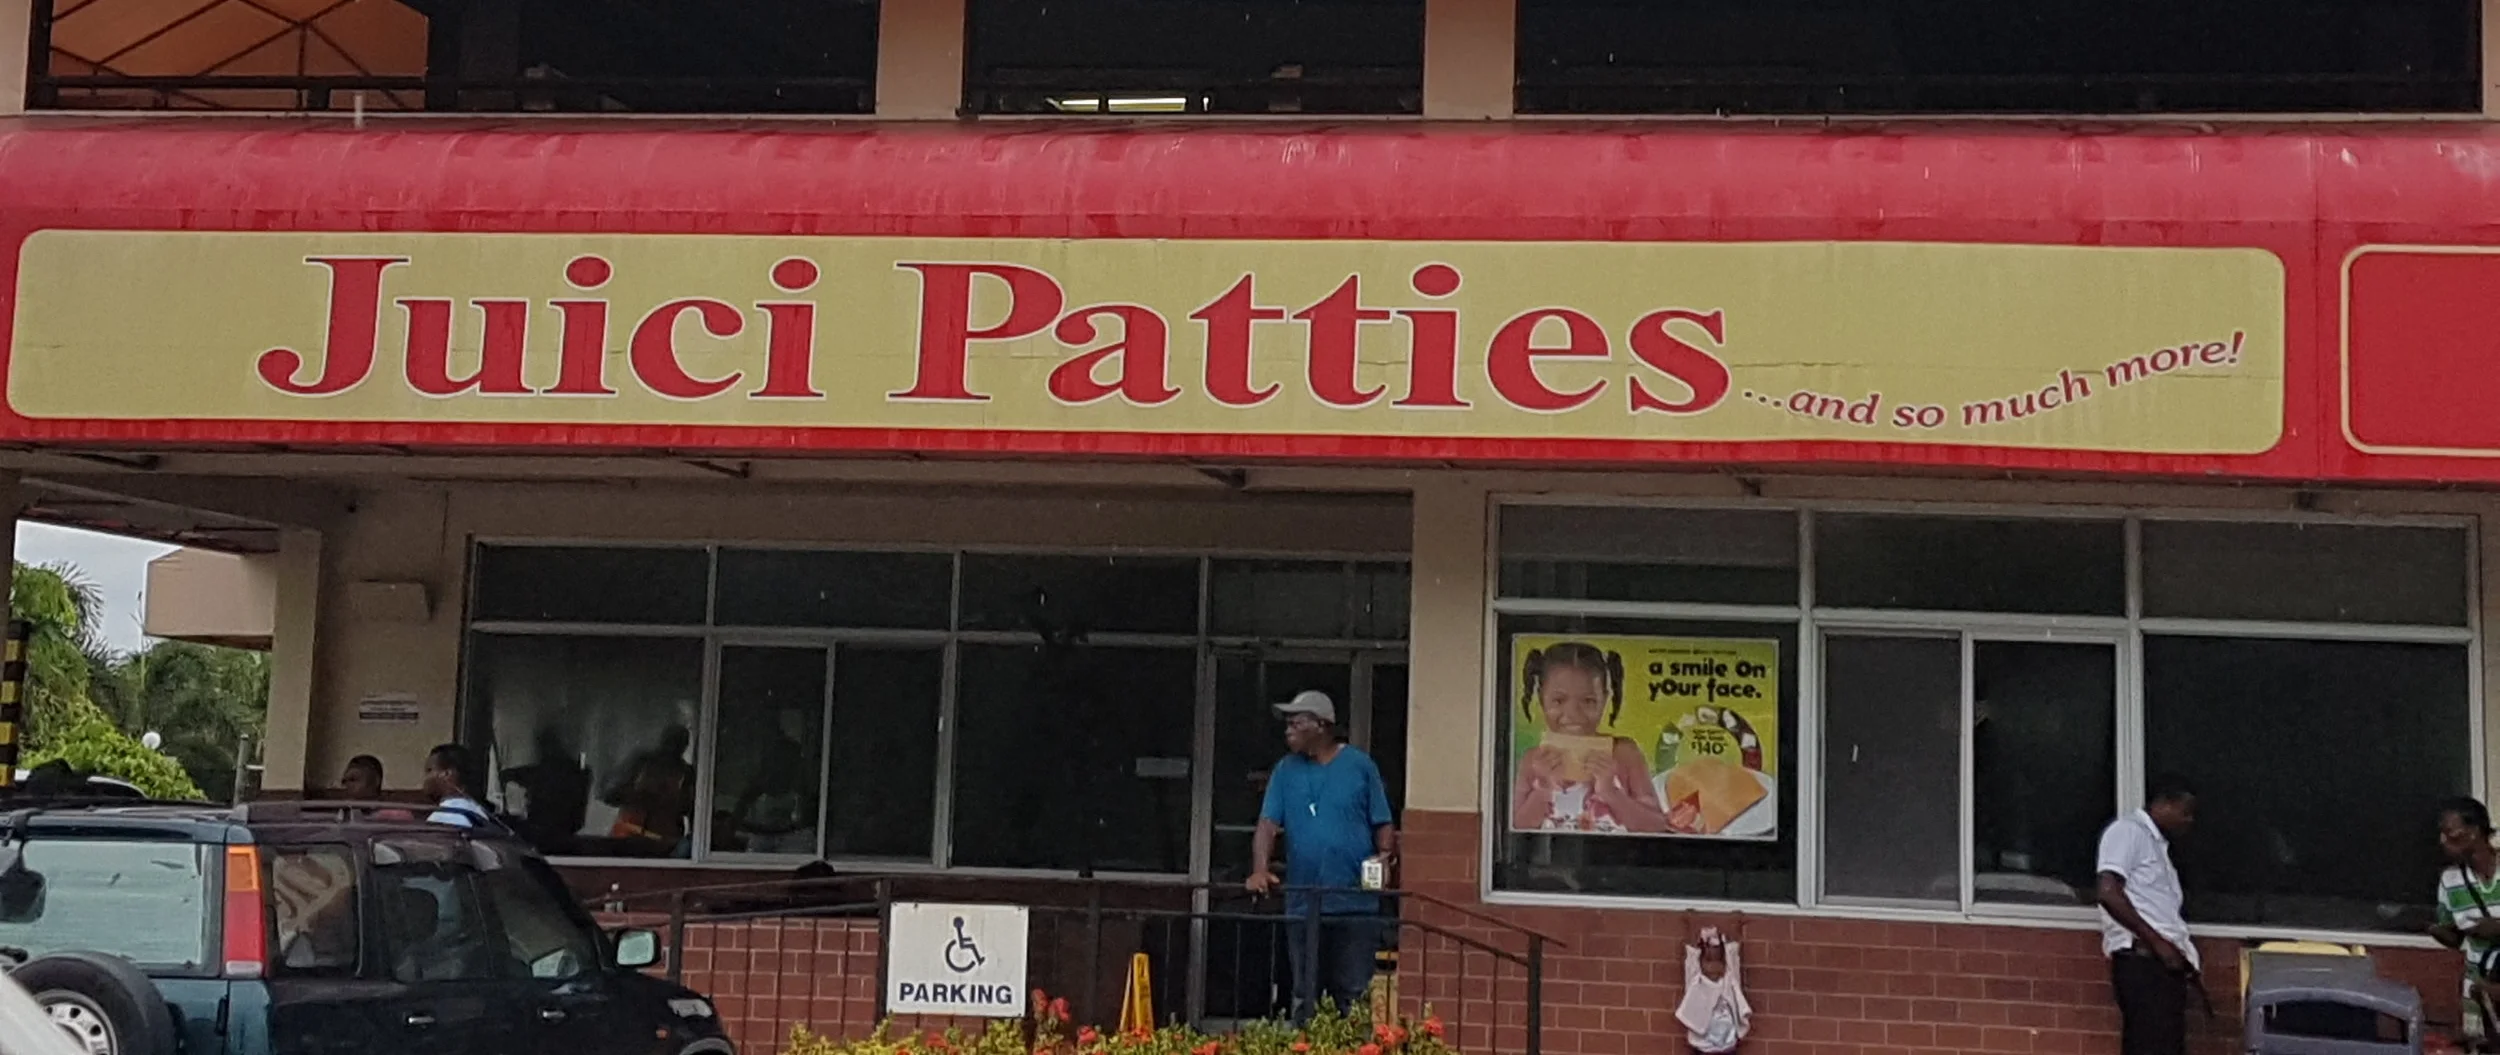 Juici Patties ...and so much more!
a smile On
yOur face.
$140
PARKING